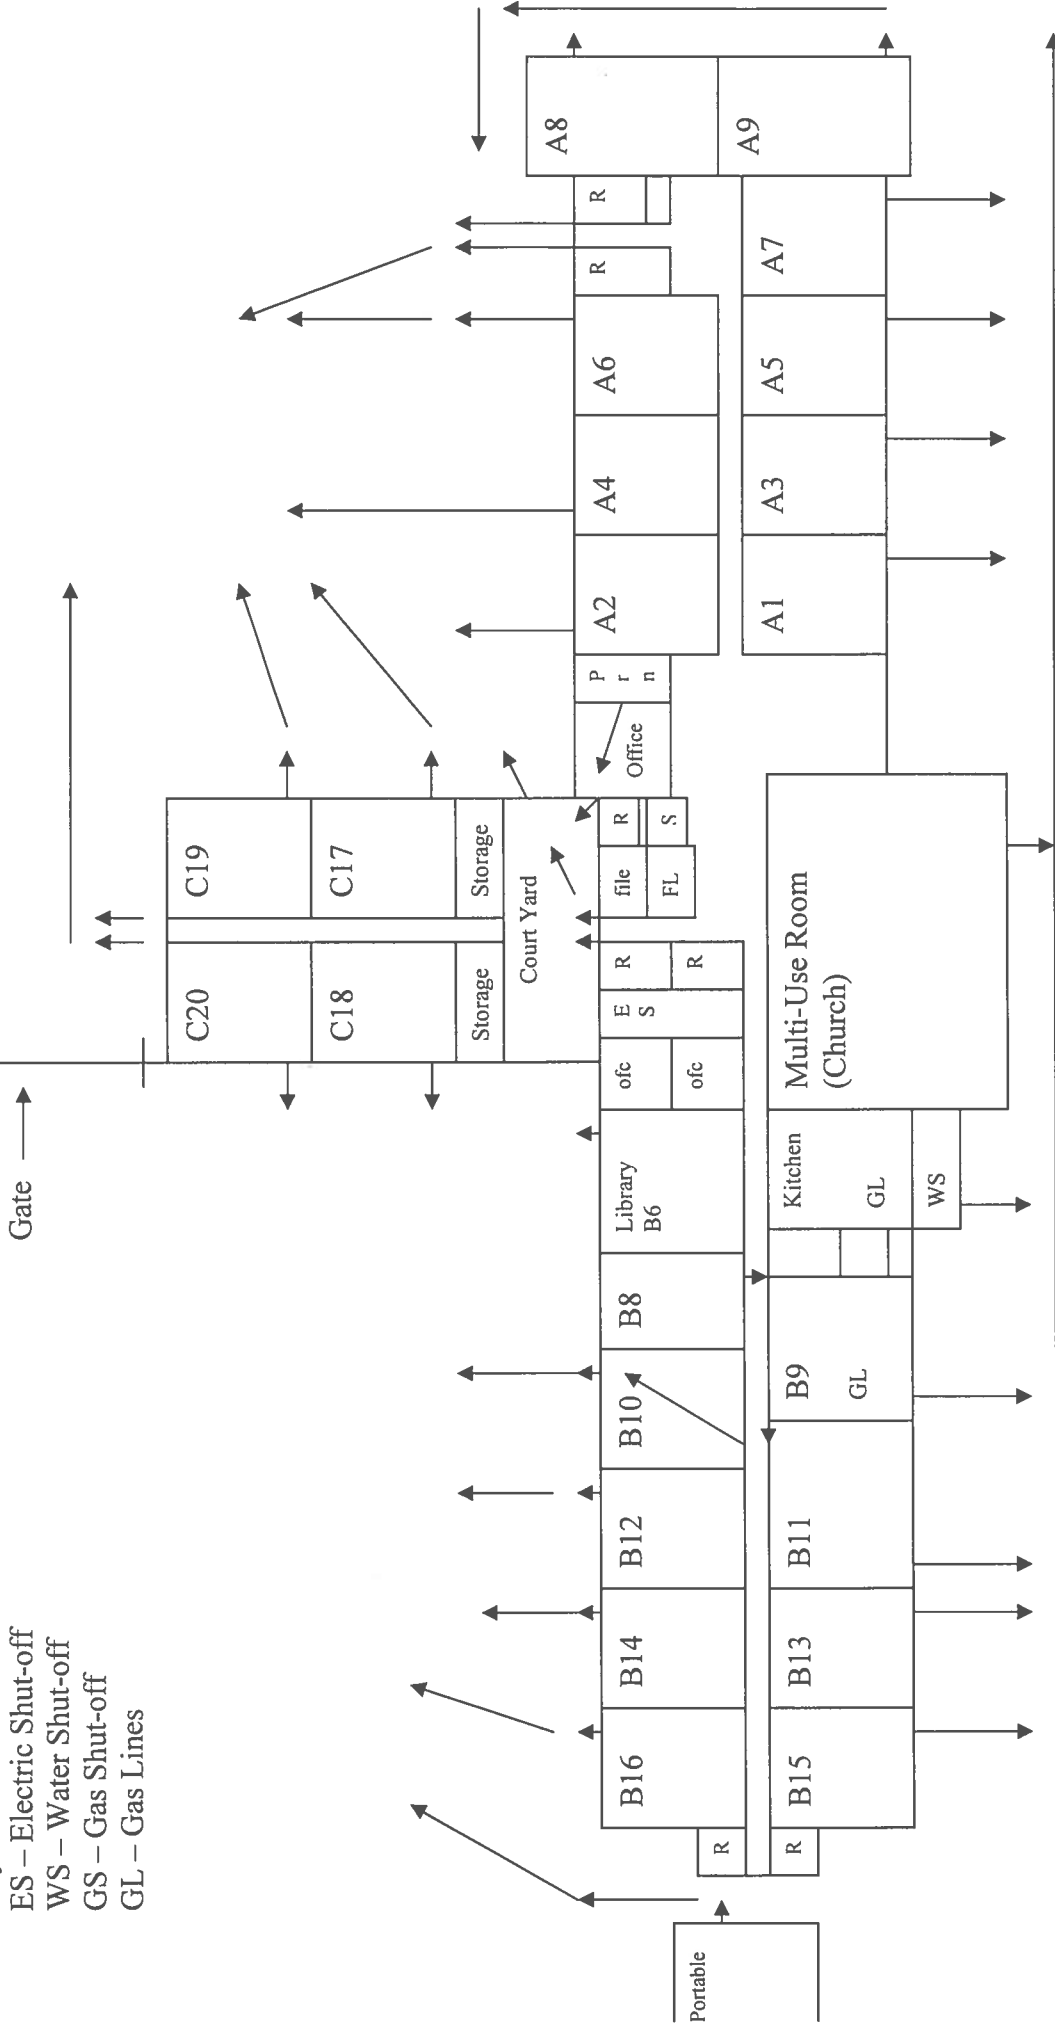 ES – Electric Shut-off
WS – Water Shut-off
GS – Gas Shut-off
GL – Gas Lines
Gate
C20
C19
C18
C17
Storage
Storage
Court Yard
A8
R
R
A6
A4
A2
P
r
n
Office
R
S
file
FL
R
R
E
S
ofc
ofc
Library
B6
B8
B10
B12
B14
B16
R
Portable
A9
A7
A5
A3
A1
Multi-Use Room
(Church)
Kitchen
GL
WS
B9
GL
B11
B13
B15
R